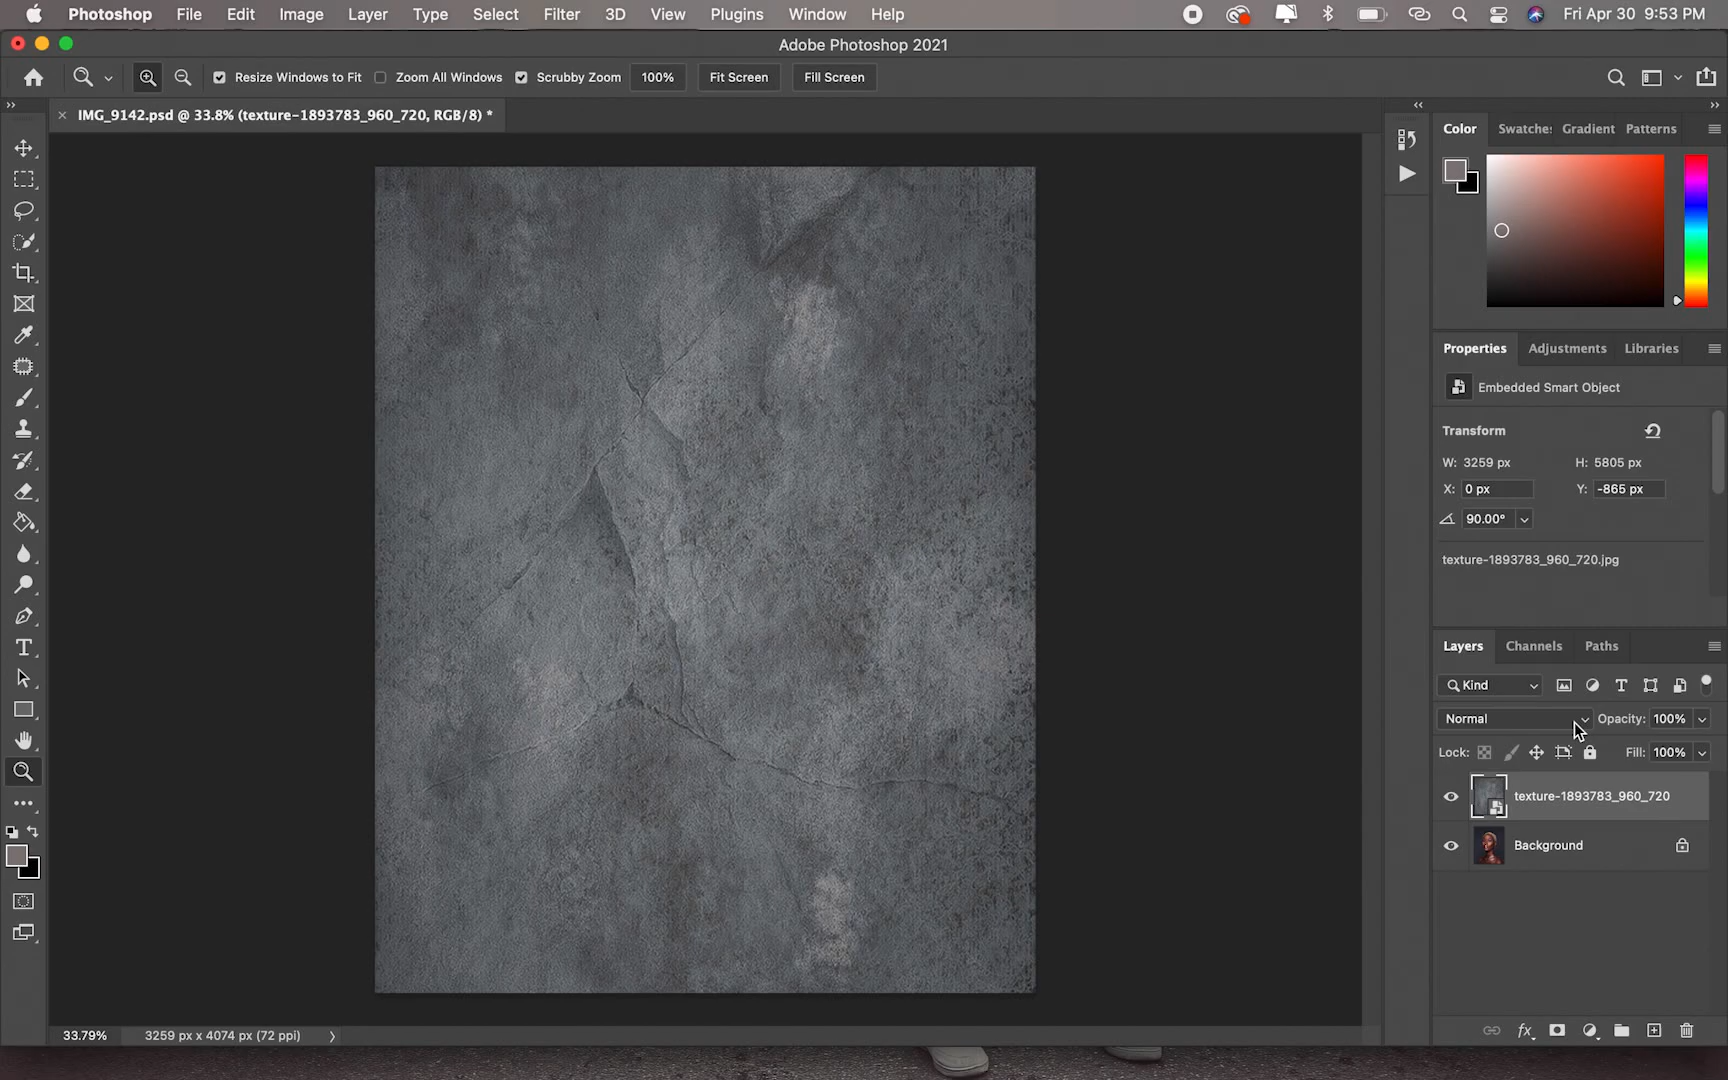 Photoshop File Edit Image Layer Type Select Filter 3D View Plugins Window Help Fri Apr 30 9:53 PM
Adobe Photoshop 2021
Resize Windows to Fit Zoom All Windows Scrubby Zoom 100% Fit Screen Fill Screen
IMG_9142.psd @ 33.8% (texture-1893783_960_720, RGB/8) *
Color Swatche: Gradient Patterns
Properties Adjustments Libraries
Embedded Smart Object
Transform
W: 3259 px H: 5805 px
X: 0 px Y: -865 px
90.00°
texture-1893783_960_720.jpg
Layers Channels Paths
Kind
Normal Opacity: 100%
Lock: Fill: 100%
texture-1893783_960_720
Background
33.79% 3259 px x 4074 px (72 ppi)